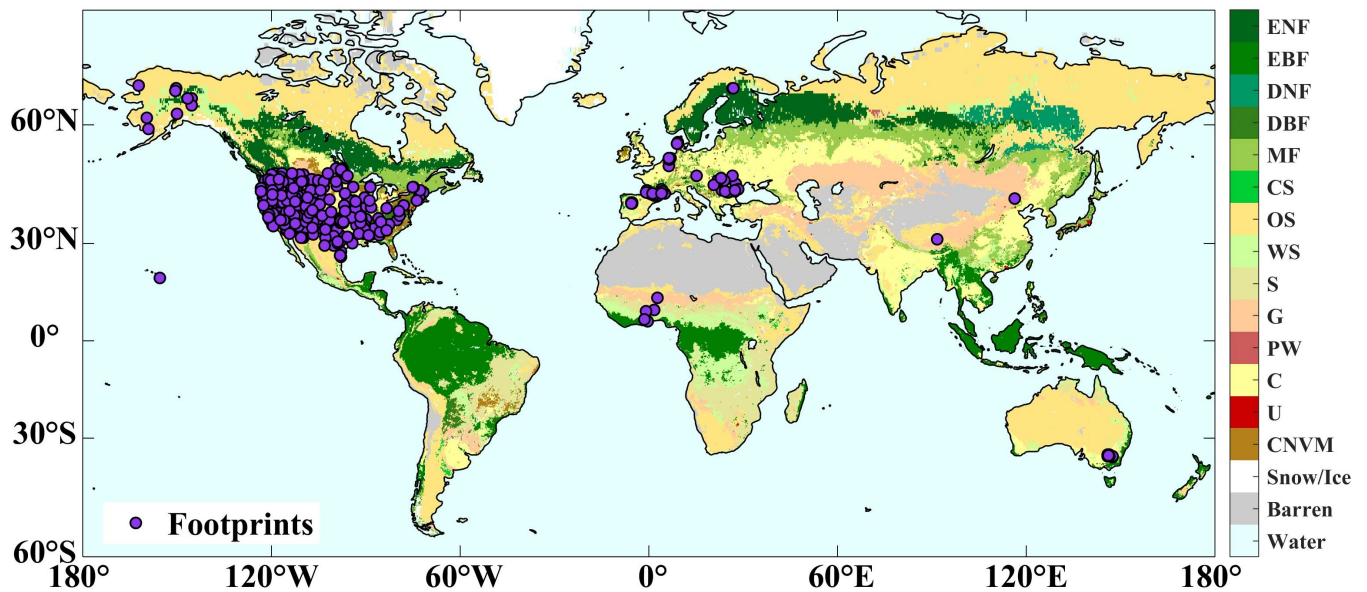 60°N
30°N
0°
30°S
60°S
180°
120°W
60°W
0°
60°E
120°E
180°
Footprints
ENF
EBF
DNF
DBF
MF
CS
OS
WS
S
G
PW
C
U
CNVM
Snow/Ice
Barren
Water